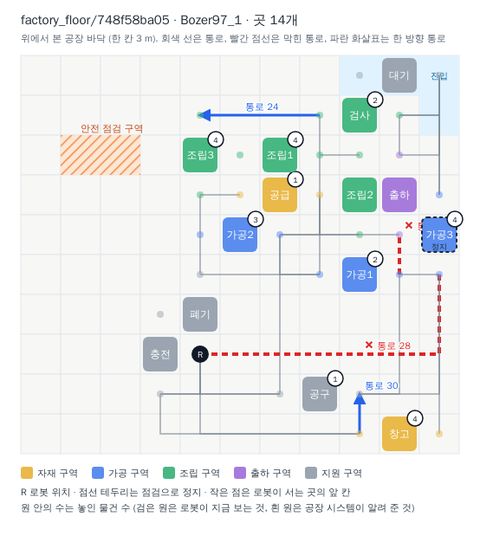 factory_floor/748f58ba05 · Bozer97_1 · 곳 14개
위에서 본 공장 바닥 (한 칸 3 m). 회색 선은 통로, 빨간 점선은 막힌 통로, 파란 화살표는 한 방향 통로
대기
전립
통로 24
검사
2
안전 점검 구역
조립3
4
조립1
4
공급
1
조립2
출하
가공2
3
✕
가공3
4
정지
가공1
2
폐기
충전
R
✕ 통로 28
공구
1
통로 30
창고
4
자재 구역
가공 구역
조립 구역
출하 구역
지원 구역
R 로봇 위치 · 점선 테두리는 점검으로 정지 · 작은 점은 로봇이 서는 곳의 앞 칸
원 안의 수는 놓인 물건 수 (검은 원은 로봇이 지금 보는 것, 흰 원은 공장 시스템이 알려 준 것)